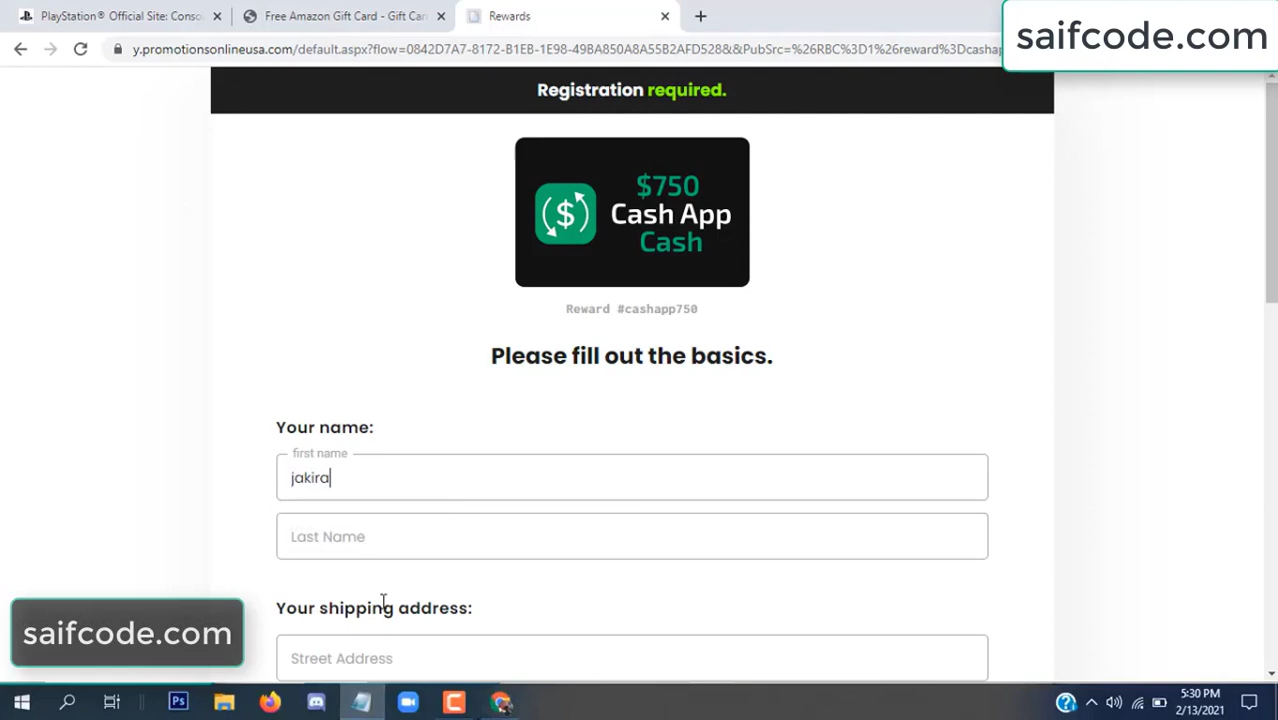 PlayStation® Official Site: Conso
Free Amazon Gift Card - Gift Car
Rewards
saifcode.com
y.promotionsonlineusa.com/default.aspx?flow=0842D7A7-8172-B1EB-1E98-49BA850A8A55B2AFD528&&PubSrc=%26RBC%3D1%26reward%3Dcashap
Registration required.
$750
Cash App
Cash
$
Reward #cashapp750
Please fill out the basics.
Your name:
first name
jakira
Last Name
Your shipping address:
Street Address
saifcode.com
Ps
5:30 PM
2/13/2021